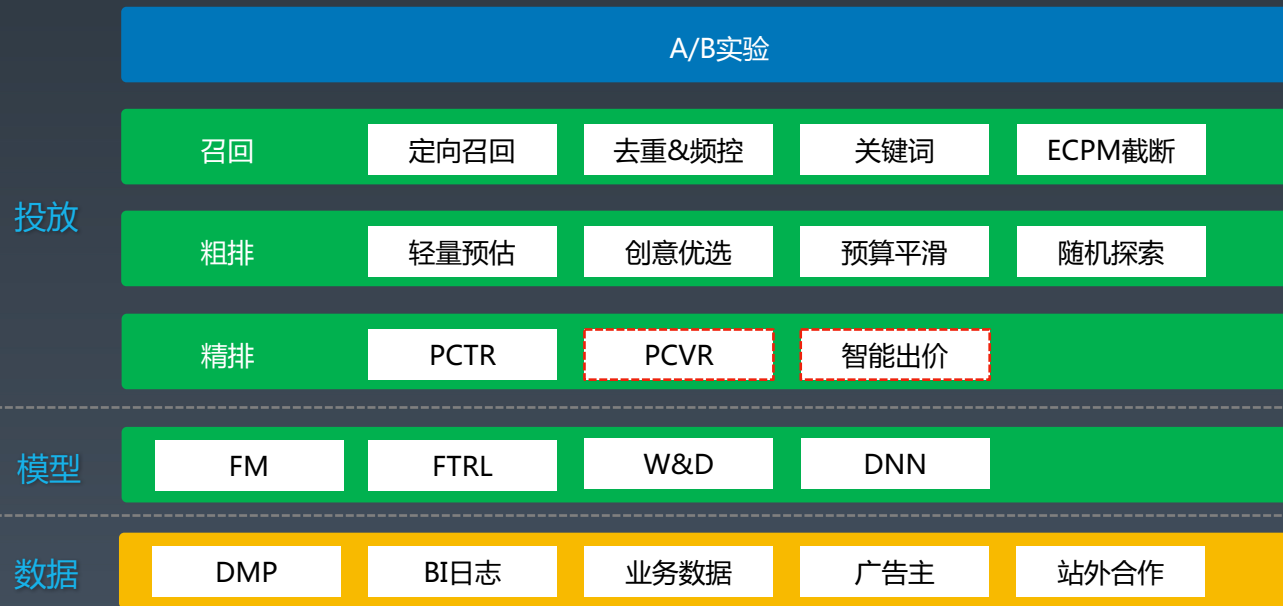 A/B实验
召回 定向召回 去重&频控 关键词 ECPM截断
投放
粗排 轻量预估 创意优选 预算平滑 随机探索
精排 PCTR PCVR 智能出价
模型 FM FTRL W&D DNN
数据 DMP BI日志 业务数据 广告主 站外合作